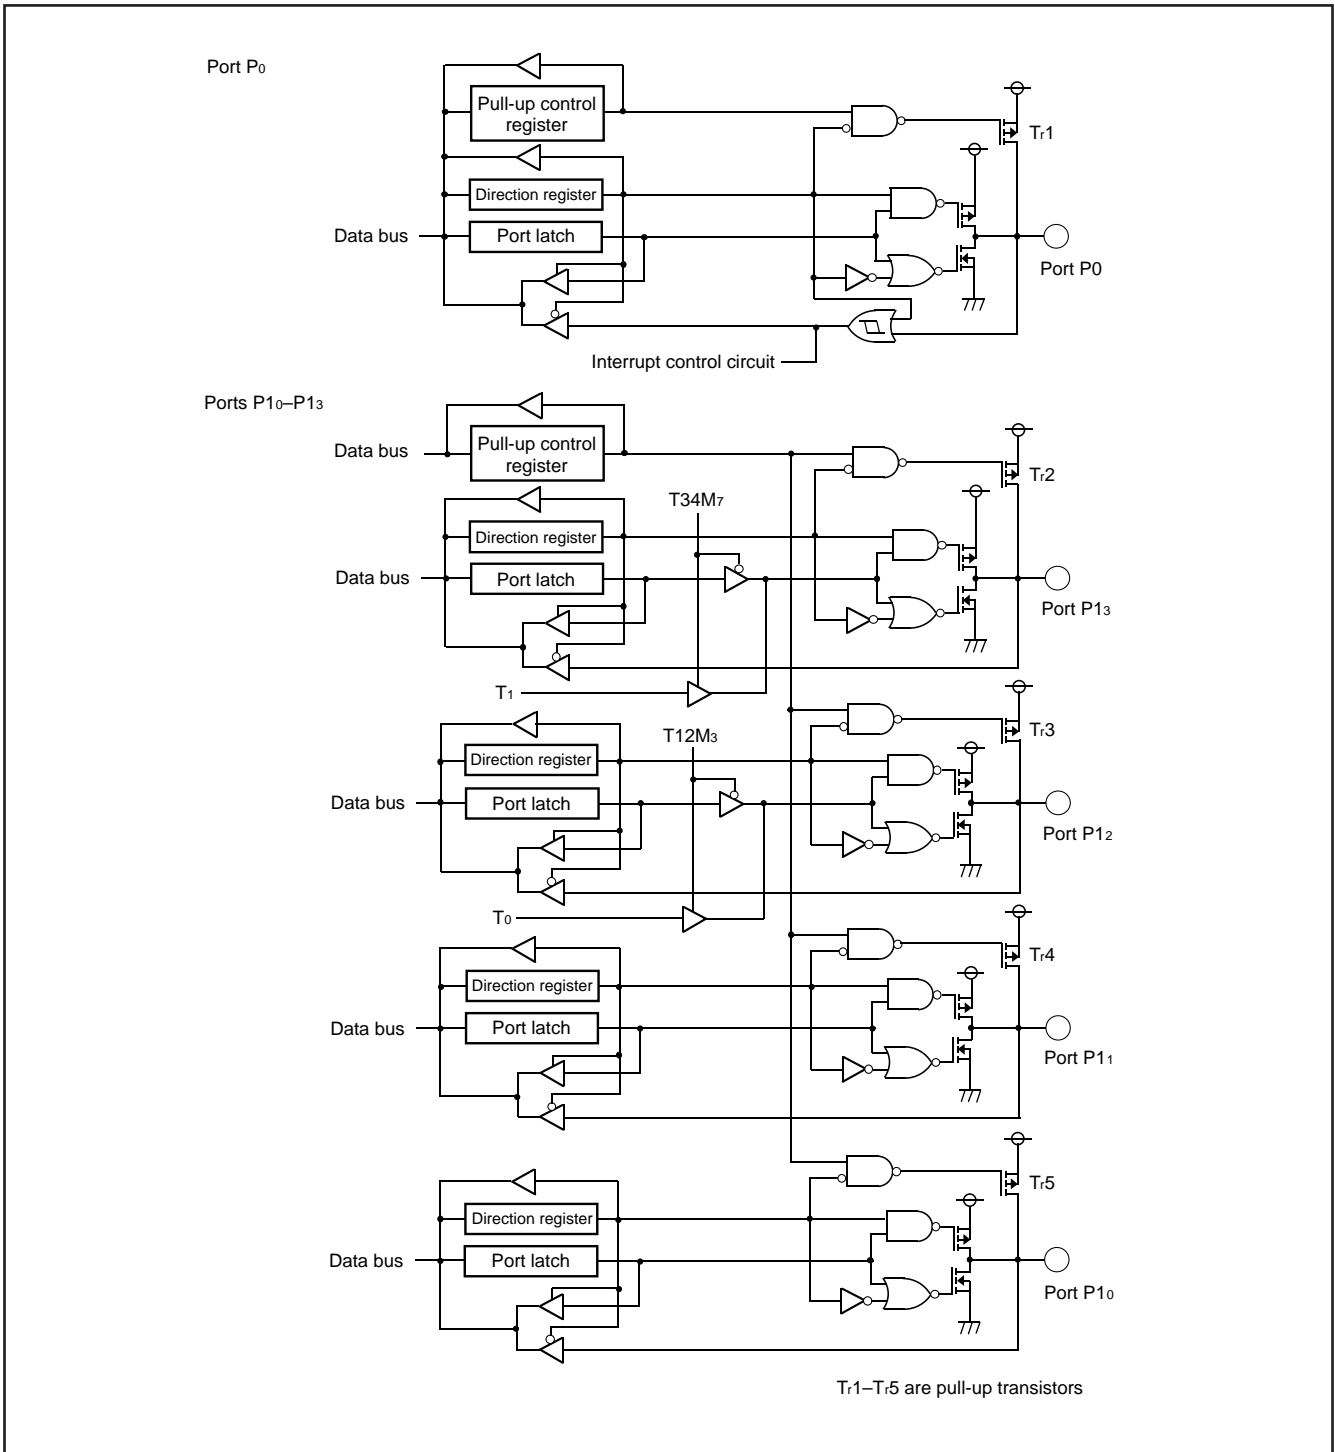 Port P0
Pull-up control
register
Tr1
Direction register
Data bus
Port latch
Port P0
Interrupt control circuit
Ports P10–P13
Data bus
Pull-up control
register
Tr2
T34M7
Direction register
Data bus
Port latch
Port P13
T1
Tr3
T12M3
Direction register
Data bus
Port latch
Port P12
T0
Tr4
Direction register
Data bus
Port latch
Port P11
Tr5
Direction register
Data bus
Port latch
Port P10
Tr1–Tr5 are pull-up transistors